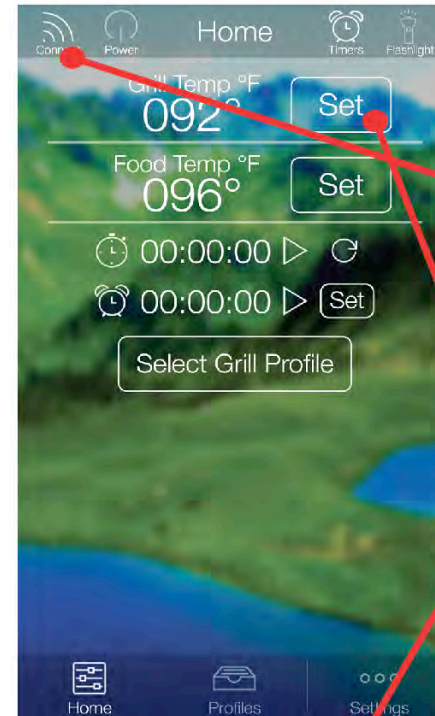 Home
Connect Power Timers Flashlight
Grill Temp °F
092° Set
Food Temp °F
096° Set
00:00:00
00:00:00 Set
Select Grill Profile
Home Profiles Settings